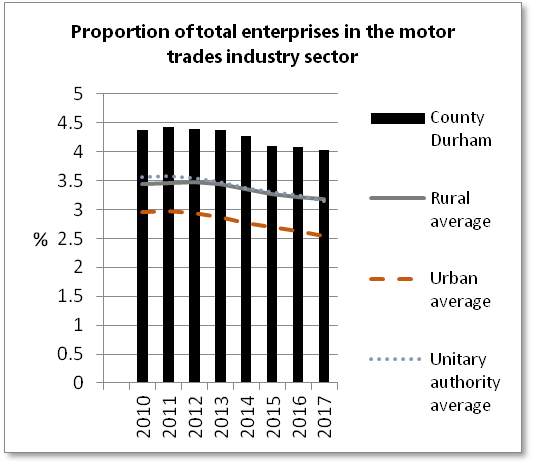 Proportion of total enterprises in the motor
trades industry sector
5
4.5
4
3.5
3
2.5
2
1.5
1
0.5
0
%
2010
2011
2012
2013
2014
2015
2016
2017
County
Durham
Rural
average
Urban
average
Unitary
authority
average